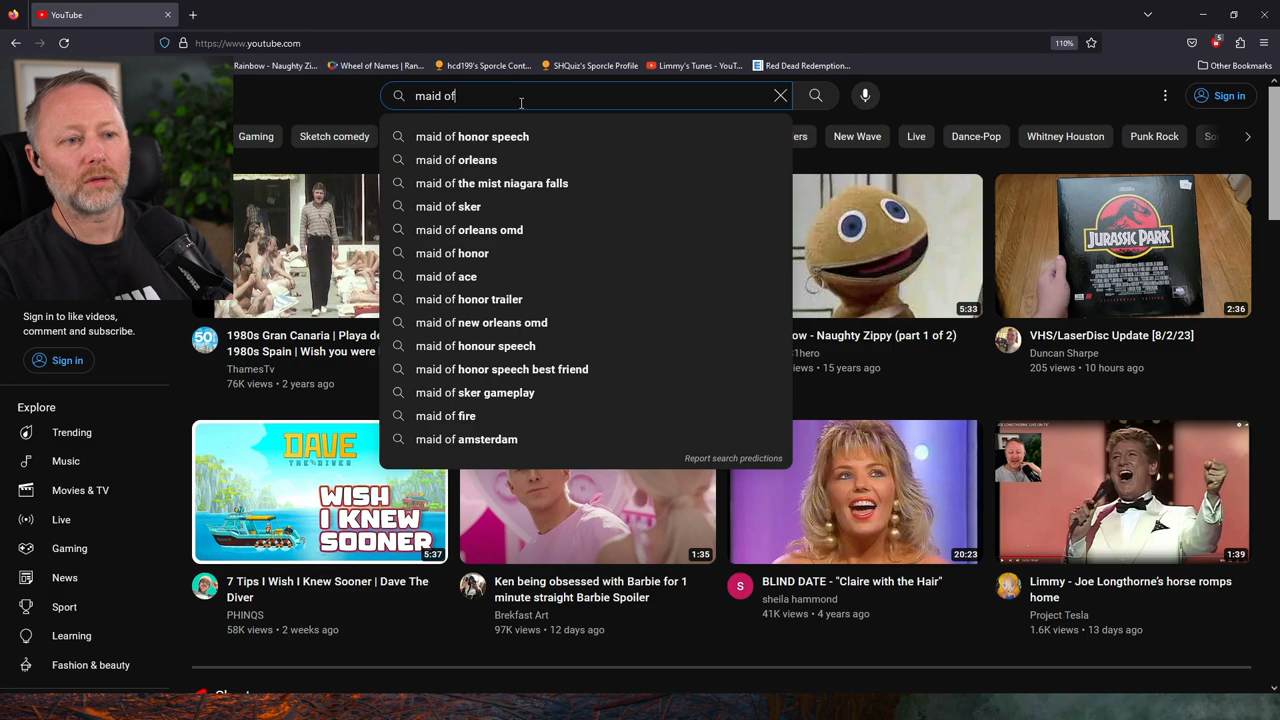 YouTube
https://www.youtube.com
110%
5
Rainbow - Naughty Zi...
Wheel of Names | Ran...
hcd199's Sporcle Cont...
SHQuiz's Sporcle Profile
Limmy's Tunes - YouT...
Red Dead Redemption...
Other Bookmarks
maid of
Sign in
Gaming
Sketch comedy
ers
New Wave
Live
Dance-Pop
Whitney Houston
Punk Rock
So
maid of honor speech
maid of orleans
maid of the mist niagara falls
maid of sker
maid of orleans omd
maid of honor
maid of ace
maid of honor trailer
maid of new orleans omd
maid of honour speech
maid of honor speech best friend
maid of sker gameplay
maid of fire
maid of amsterdam
Report search predictions
JURASSIC PARK
5:33
2:36
50
1980s Gran Canaria | Playa de
1980s Spain | Wish you were
ThamesTv
76K views • 2 years ago
ow - Naughty Zippy (part 1 of 2)
1hero
ws • 15 years ago
VHS/LaserDisc Update [8/2/23]
Duncan Sharpe
205 views • 10 hours ago
Sign in to like videos,
comment and subscribe.
Sign in
Explore
Trending
Music
Movies & TV
Live
Gaming
News
Sport
Learning
Fashion & beauty
DAVE
THE DIVER
WISH
I KNEW
SOONER
5:37
1:35
20:23
1:39
7 Tips I Wish I Knew Sooner | Dave The
Diver
PHINQS
58K views • 2 weeks ago
Ken being obsessed with Barbie for 1
minute straight Barbie Spoiler
Brekfast Art
97K views • 12 days ago
S
BLIND DATE - "Claire with the Hair"
sheila hammond
41K views • 4 years ago
Limmy - Joe Longthorne's horse romps
home
Project Tesla
1.6K views • 13 days ago